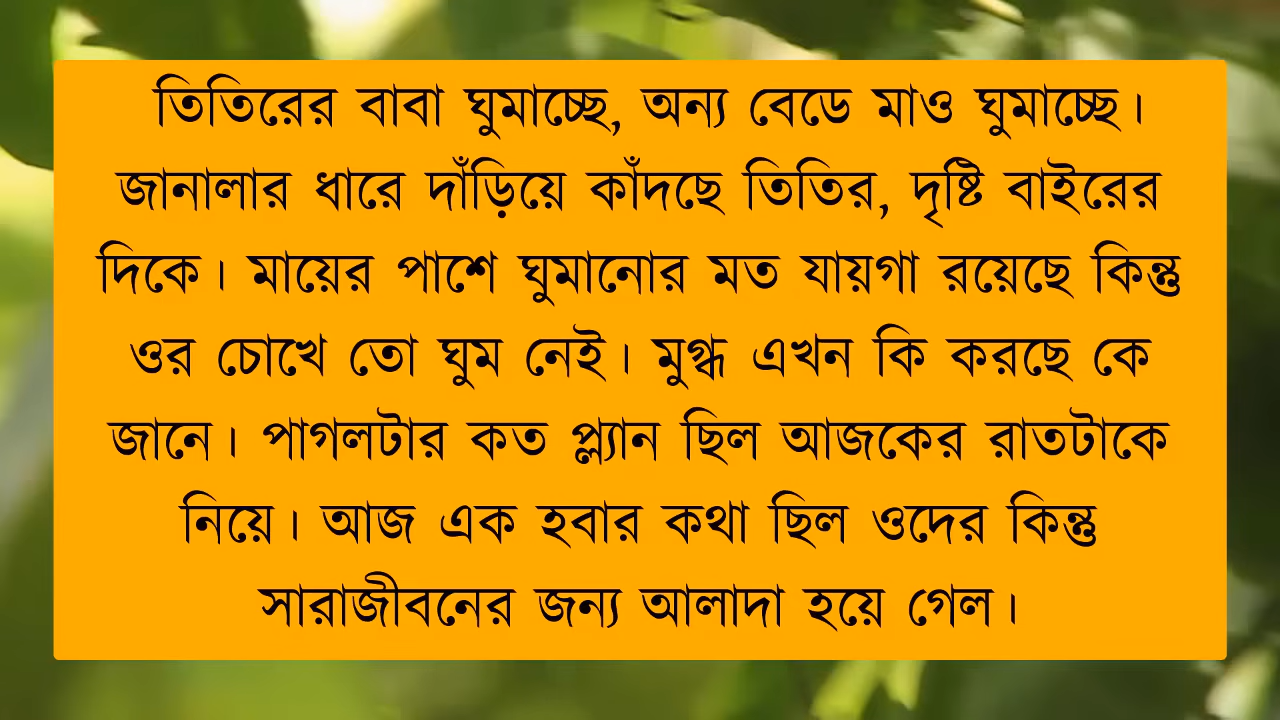 তিতিরের বাবা ঘুমাচ্ছে, অন্য বেডে মাও ঘুমাচ্ছে।
জানালার ধারে দাঁড়িয়ে কাঁদছে তিতির, দৃষ্টি বাইরের
দিকে। মায়ের পাশে ঘুমানোর মত যায়গা রয়েছে কিন্তু
ওর চোখে তো ঘুম নেই। মুগ্ধ এখন কি করছে কে
জানে। পাগলটার কত প্ল্যান ছিল আজকের রাতটাকে
নিয়ে। আজ এক হবার কথা ছিল ওদের কিন্তু
সারাজীবনের জন্য আলাদা হয়ে গেল।